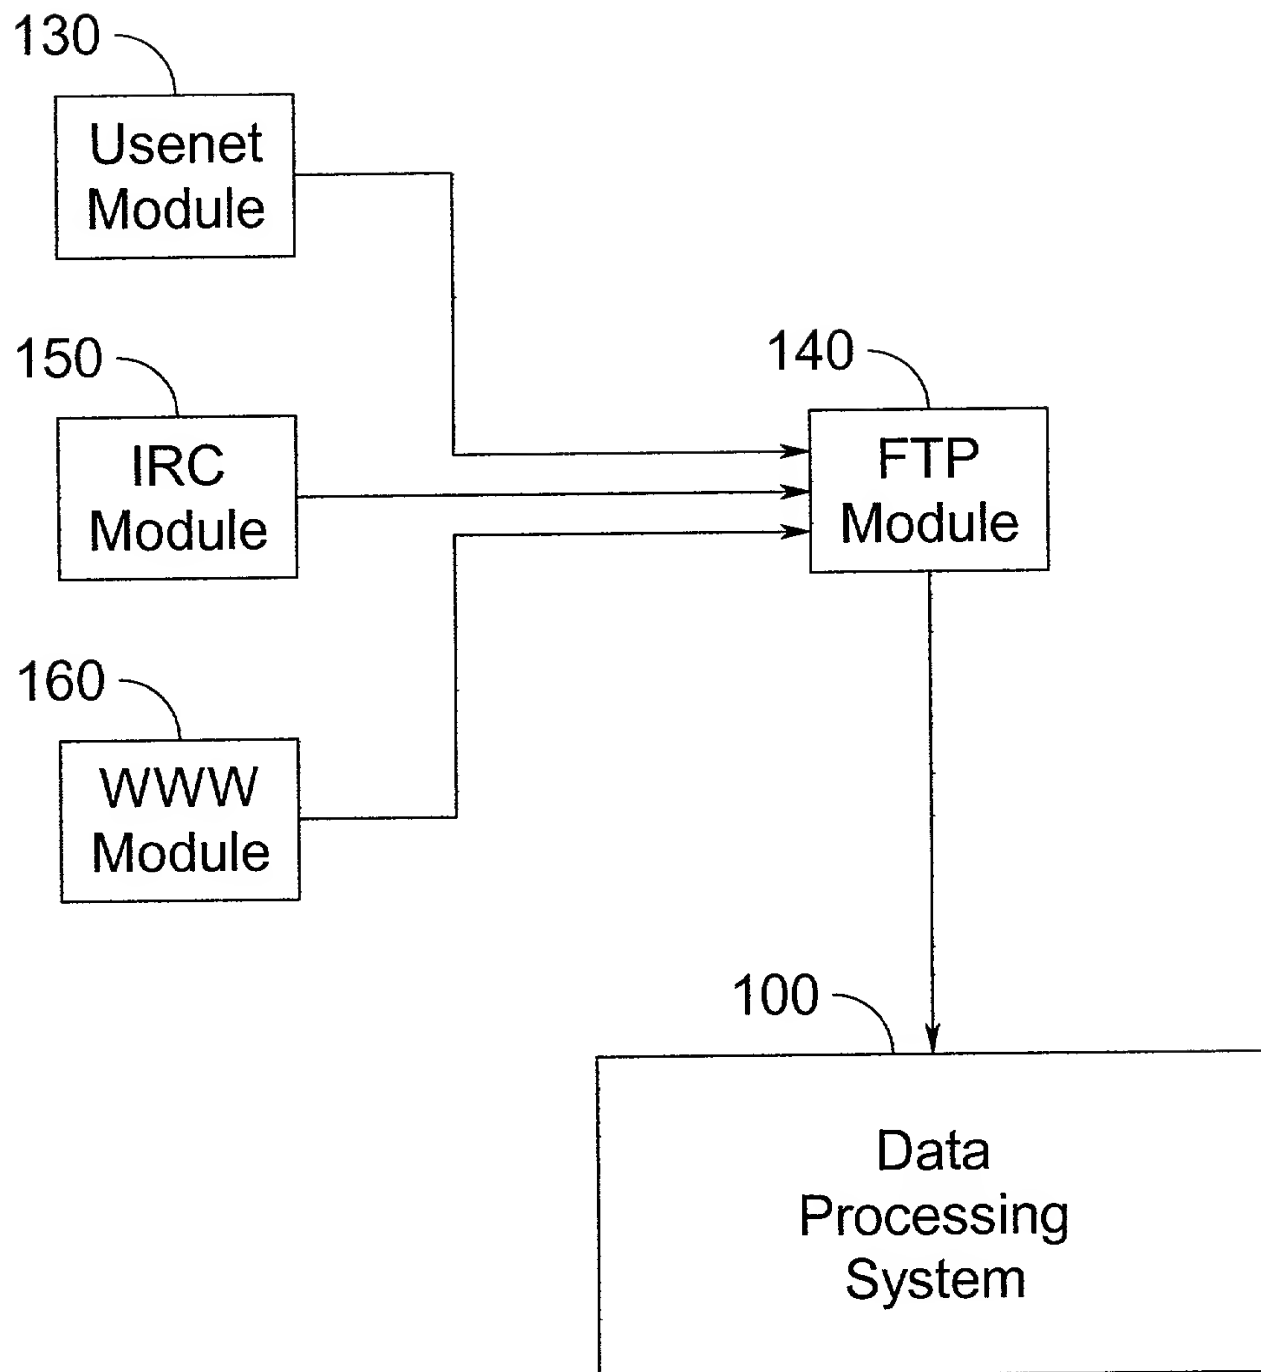 130
Usenet
Module
150
IRC
Module
140
FTP
Module
160
WWW
Module
100
Data
Processing
System